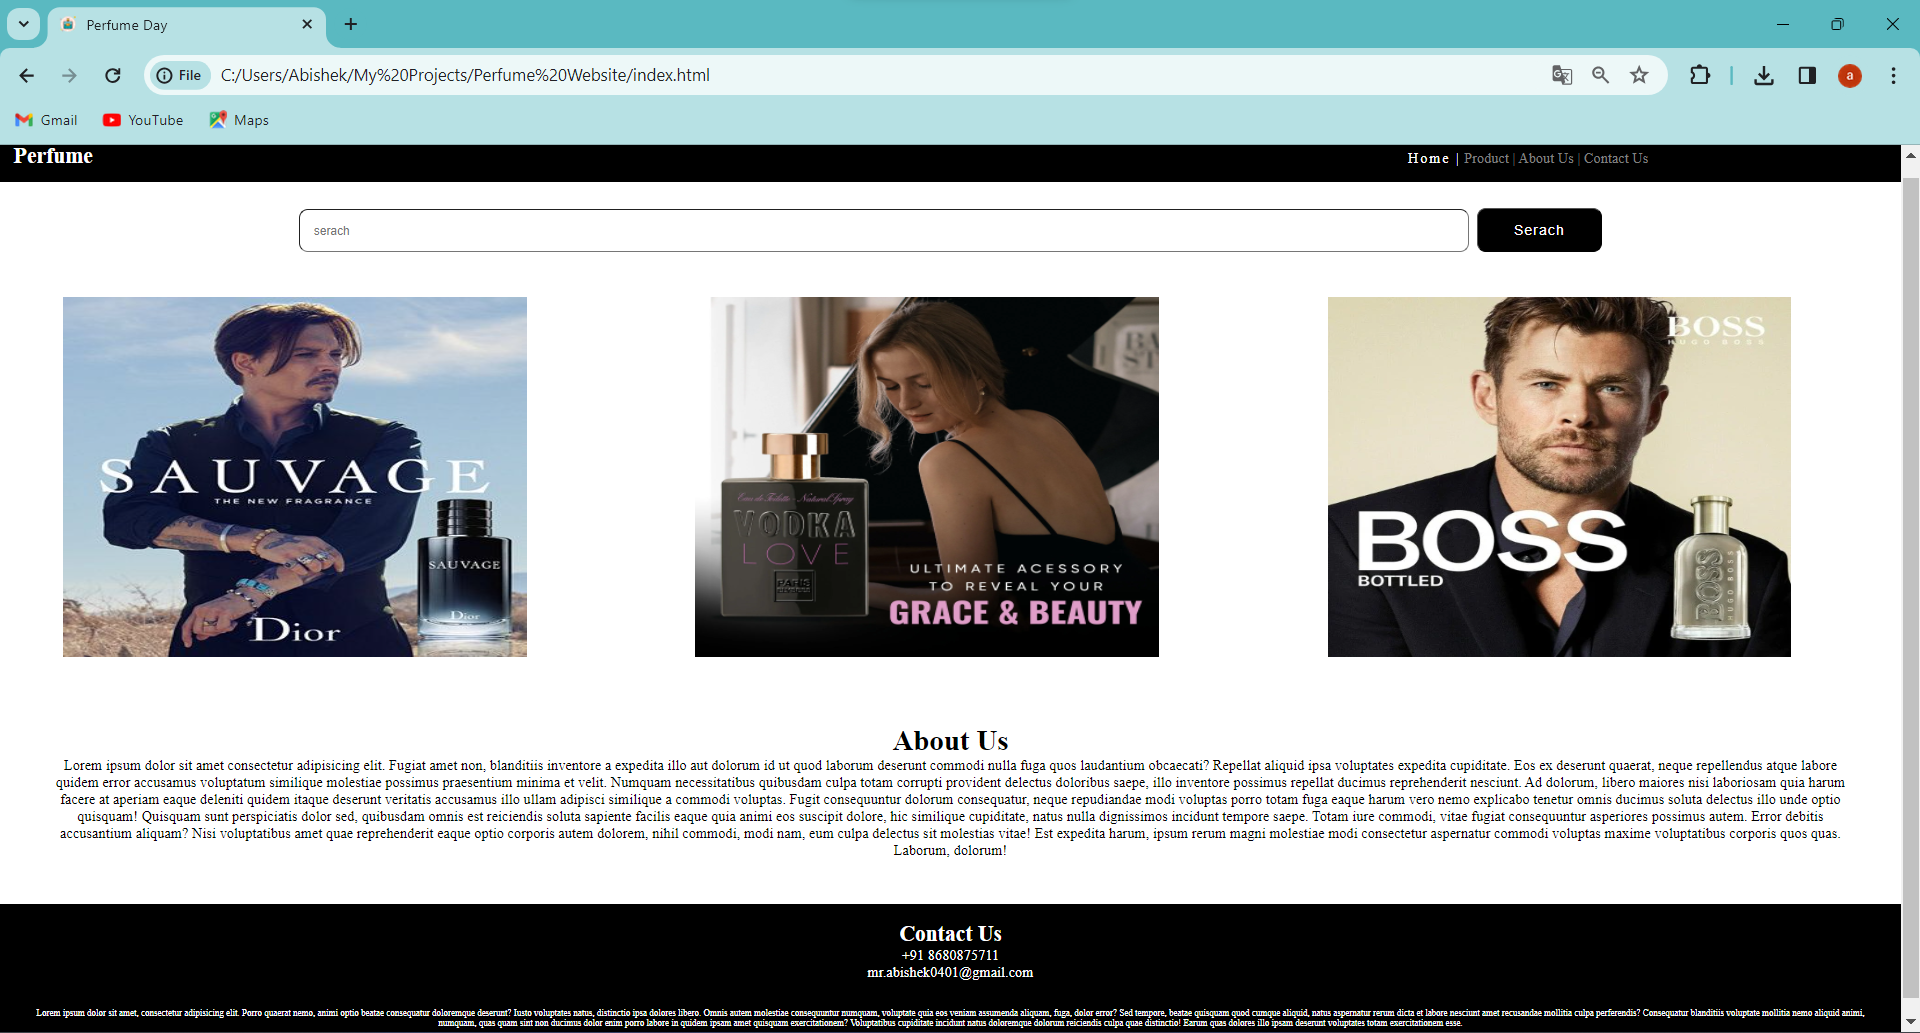 Perfume Day
File C:/Users/Abishek/My%20Projects/Perfume%20Website/index.html
a
Gmail YouTube Maps
Perfume
Home | Product | About Us | Contact Us
serach
Serach
SAUVAGE
THE NEW FRAGRANCE
SAUVAGE
Dior
Dior
Eau de Toilette - Natural Spray
VODKA
LOVE
PARIS
ULTIMATE ACESSORY
TO REVEAL YOUR
GRACE & BEAUTY
BOSS
HUGO BOSS
BOSS
BOTTLED
BOSS
HUGO BOSS
About Us
Lorem ipsum dolor sit amet consectetur adipisicing elit. Fugiat amet non, blanditiis inventore a expedita illo aut dolorum id ut quod laborum deserunt commodi nulla fuga quos laudantium obcaecati? Repellat aliquid ipsa voluptates expedita cupiditate. Eos ex deserunt quaerat, neque repellendus atque labore
quidem error accusamus voluptatum similique molestiae possimus praesentium minima et velit. Numquam necessitatibus quibusdam culpa totam corrupti provident delectus doloribus saepe, illo inventore possimus repellat ducimus reprehenderit nesciunt. Ad dolorum, libero maiores nisi laboriosam quia harum
facere at aperiam eaque deleniti quidem itaque deserunt veritatis accusamus illo ullam adipisci similique a commodi voluptas. Fugit consequuntur dolorum consequatur, neque repudiandae modi voluptas porro totam fuga eaque harum vero nemo explicabo tenetur omnis ducimus soluta delectus illo unde optio
quisquam! Quisquam sunt perspiciatis dolor sed, quibusdam omnis est reiciendis soluta sapiente facilis eaque quia animi eos suscipit dolore, hic similique cupiditate, natus nulla dignissimos incidunt tempore saepe. Totam iure commodi, vitae fugiat consequuntur asperiores possimus autem. Error debitis
accusantium aliquam? Nisi voluptatibus amet quae reprehenderit eaque optio corporis autem dolorem, nihil commodi, modi nam, eum culpa delectus sit molestias vitae! Est expedita harum, ipsum rerum magni molestiae modi consectetur aspernatur commodi voluptas maxime voluptatibus corporis quos quas.
Laborum, dolorum!
Contact Us
+91 8680875711
mr.abishek0401@gmail.com
Lorem ipsum dolor sit amet, consectetur adipisicing elit. Porro quaerat nemo, animi optio beatae consequatur doloremque deserunt? Iusto voluptates natus, distinctio ipsa dolores libero. Omnis autem molestiae consequuntur numquam, voluptate quia eos veniam assumenda aliquam, fuga, dolor error? Sed tempore, beatae quisquam quod cumque aliquid, natus aspernatur rerum dicta et labore nesciunt amet recusandae mollitia culpa perferendis? Consequatur blanditiis voluptate mollitia nemo aliquid animi,
numquam, quas quam sint non ducimus dolor enim porro labore in quidem ipsam amet quisquam exercitationem? Voluptatibus cupiditate incidunt natus doloremque dolorum reiciendis culpa quae distinctio! Earum quas dolores illo ipsam deserunt voluptates totam exercitationem esse.